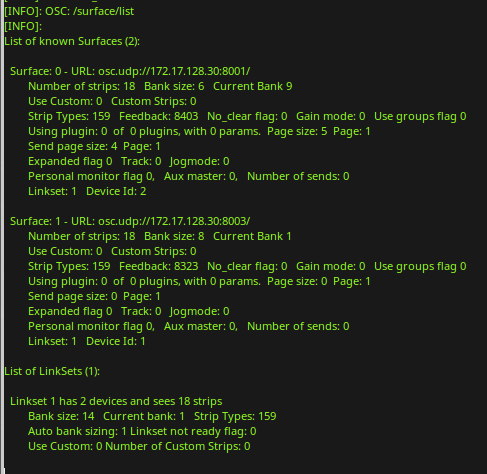 [INFO]: OSC: /surface/list
[INFO]:
List of known Surfaces (2):
Surface: 0 - URL: osc.udp://172.17.128.30:8001/
Number of strips: 18 Bank size: 6 Current Bank 9
Use Custom: 0 Custom Strips: 0
Strip Types: 159 Feedback: 8403 No_clear flag: 0 Gain mode: 0 Use groups flag 0
Using plugin: 0 of 0 plugins, with 0 params. Page size: 5 Page: 1
Send page size: 4 Page: 1
Expanded flag 0 Track: 0 Jogmode: 0
Personal monitor flag 0, Aux master: 0, Number of sends: 0
Linkset: 1 Device Id: 2
Surface: 1 - URL: osc.udp://172.17.128.30:8003/
Number of strips: 18 Bank size: 8 Current Bank 1
Use Custom: 0 Custom Strips: 0
Strip Types: 159 Feedback: 8323 No_clear flag: 0 Gain mode: 0 Use groups flag 0
Using plugin: 0 of 0 plugins, with 0 params. Page size: 0 Page: 1
Send page size: 0 Page: 1
Expanded flag 0 Track: 0 Jogmode: 0
Personal monitor flag 0, Aux master: 0, Number of sends: 0
Linkset: 1 Device Id: 1
List of LinkSets (1):
Linkset 1 has 2 devices and sees 18 strips
Bank size: 14 Current bank: 1 Strip Types: 159
Auto bank sizing: 1 Linkset not ready flag: 0
Use Custom: 0 Number of Custom Strips: 0